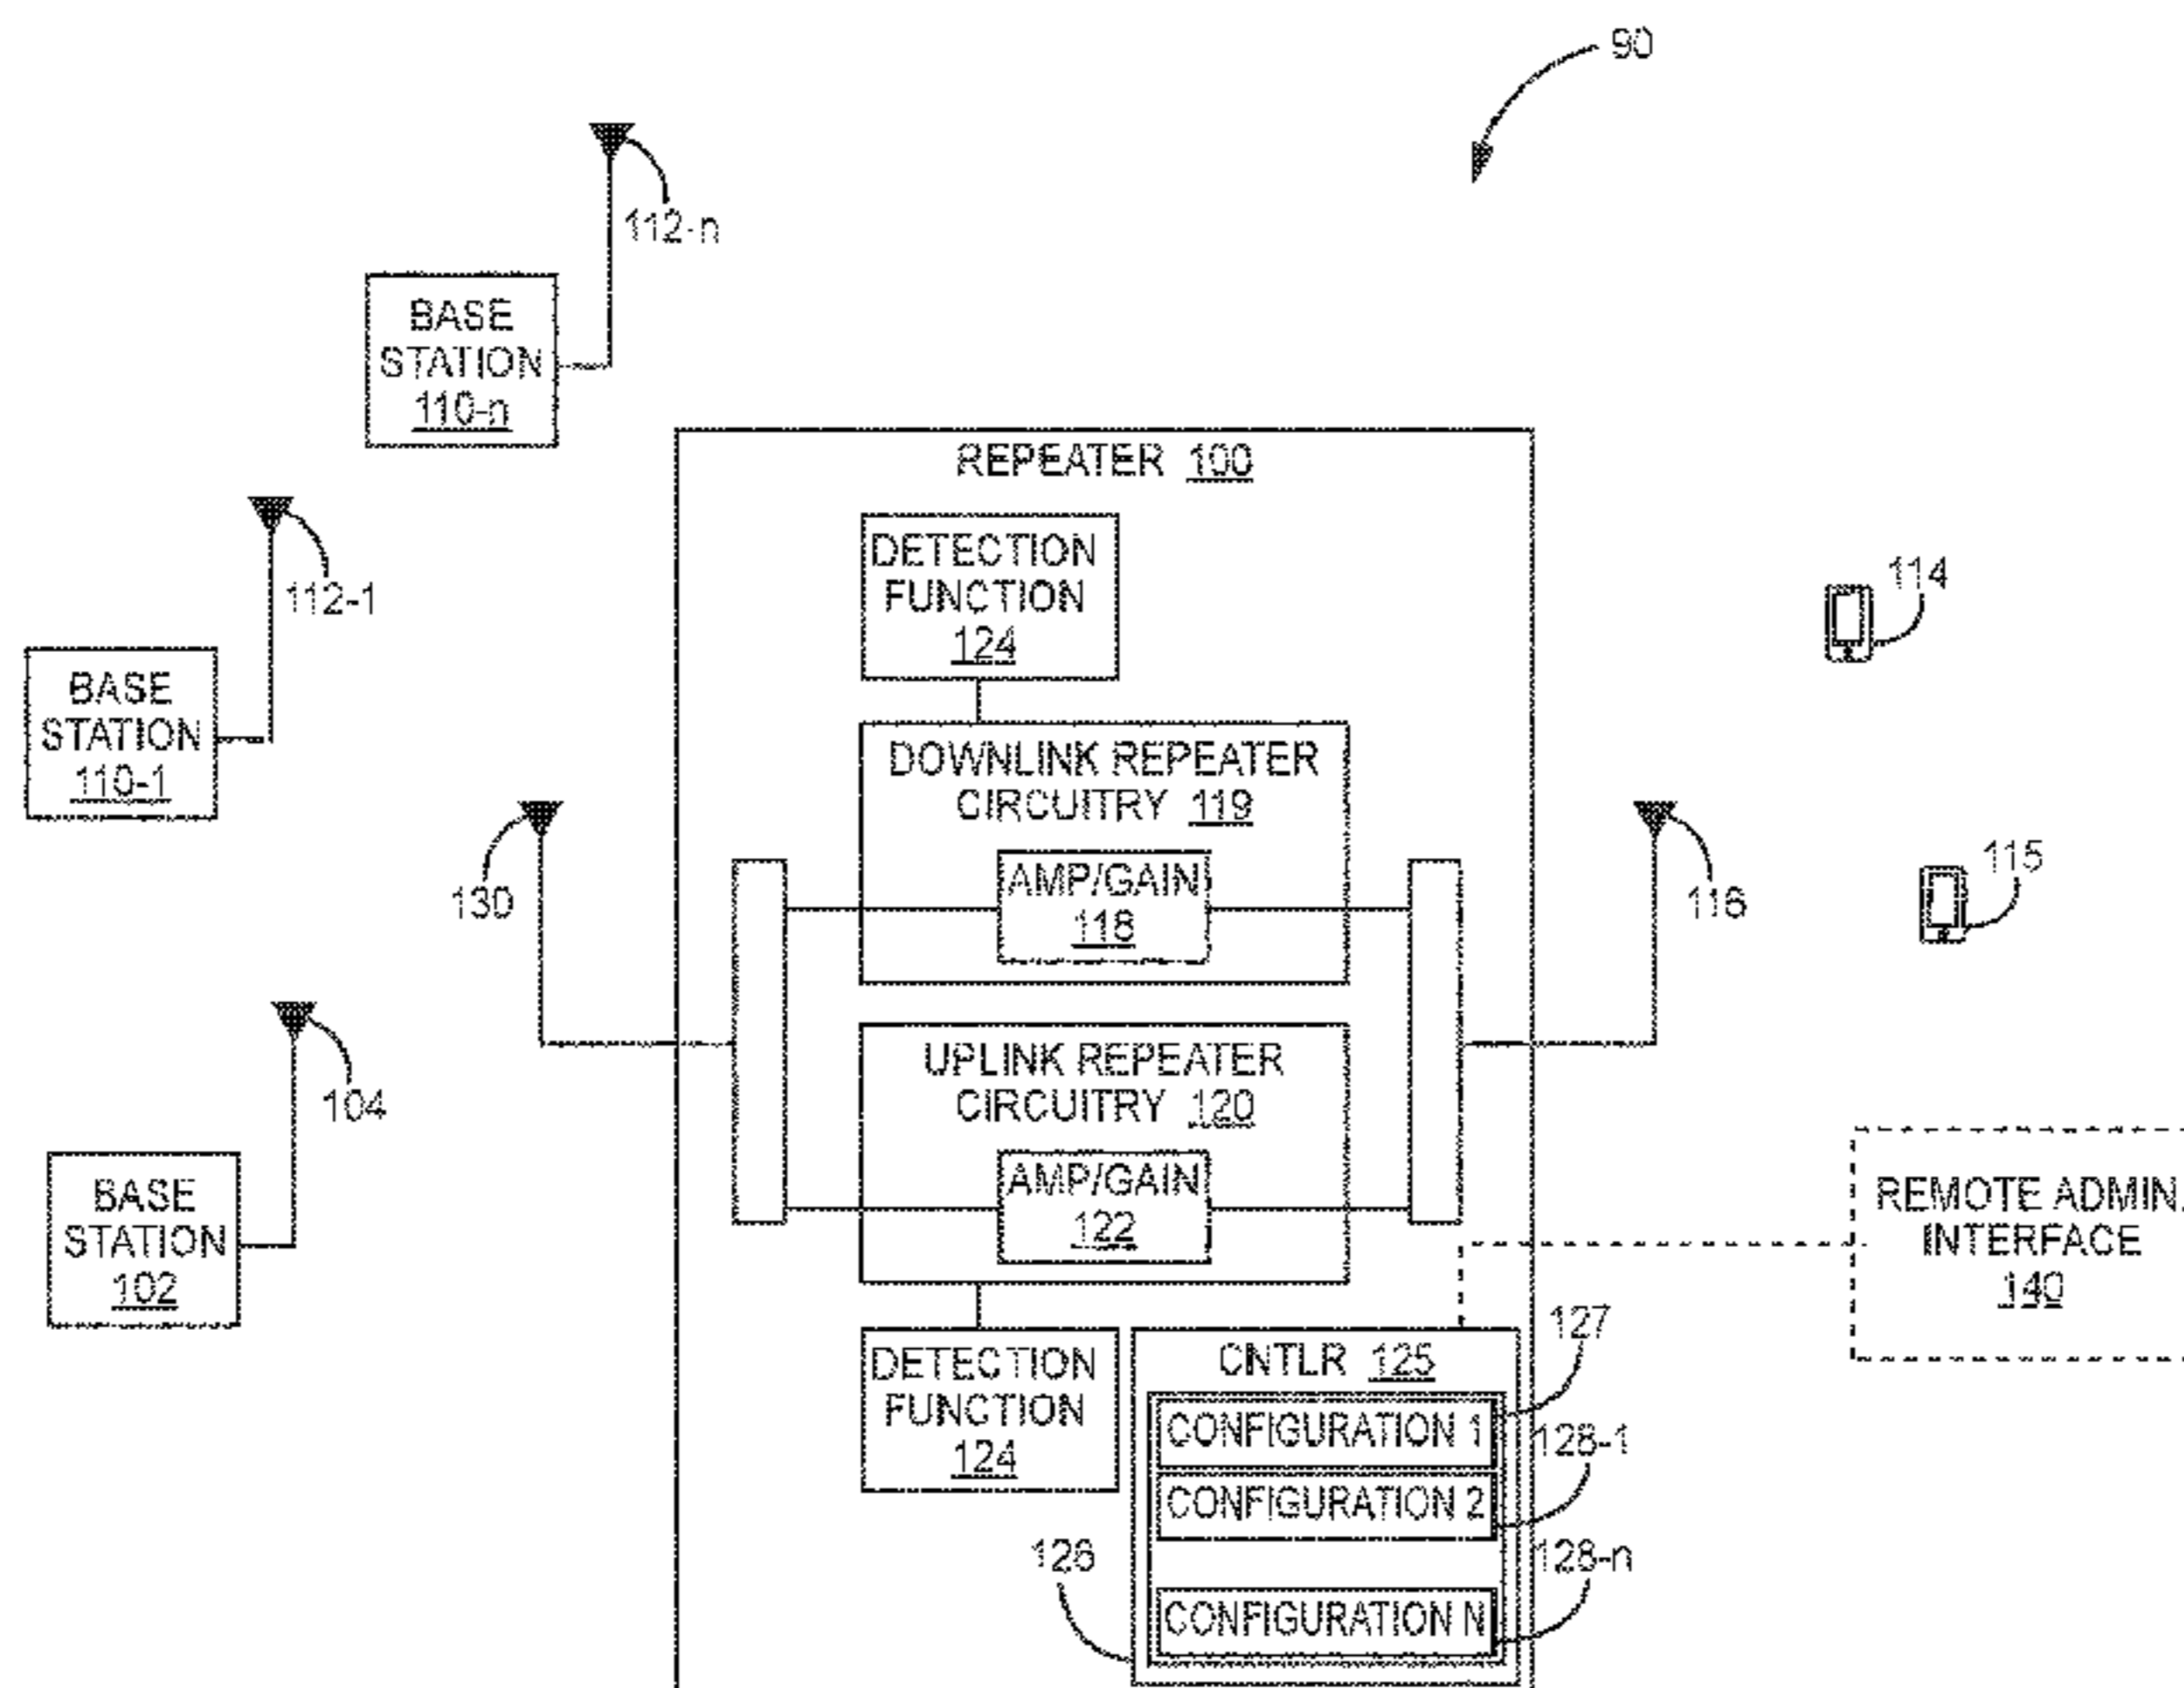 90
112-n
BASE
STATION
110-n
REPEATER 100
112-1
DETECTION
FUNCTION
124
114
BASE
STATION
110-1
DOWNLINK REPEATER
CIRCUITRY 119
130
AMP/GAIN
118
116
115
104
UPLINK REPEATER
CIRCUITRY 120
BASE
STATION
102
AMP/GAIN
122
REMOTE ADMIN.
INTERFACE
140
127
DETECTION
FUNCTION
124
CNTLR 125
CONFIGURATION 1
128-1
CONFIGURATION 2
126
128-n
CONFIGURATION N